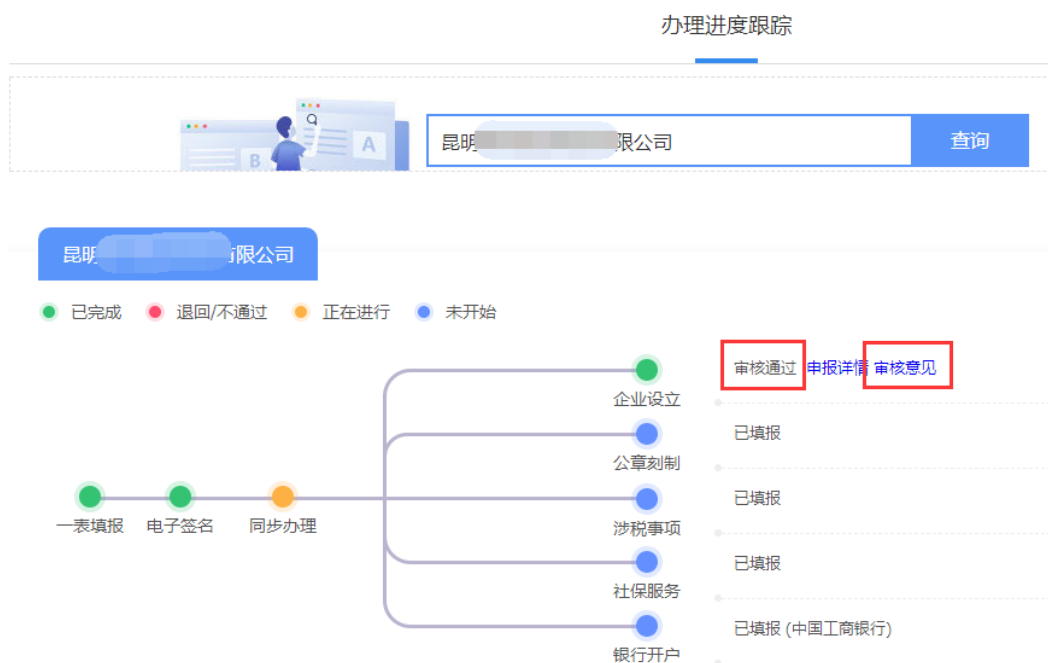 办理进度跟踪
A
B
昆明 限公司
查询
昆明 有限公司
已完成 退回/不通过 正在进行 未开始
审核通过 申报详情 审核意见
企业设立
已填报
公章刻制
已填报
一表填报 电子签名 同步办理
涉税事项
已填报
社保服务
已填报 (中国工商银行)
银行开户